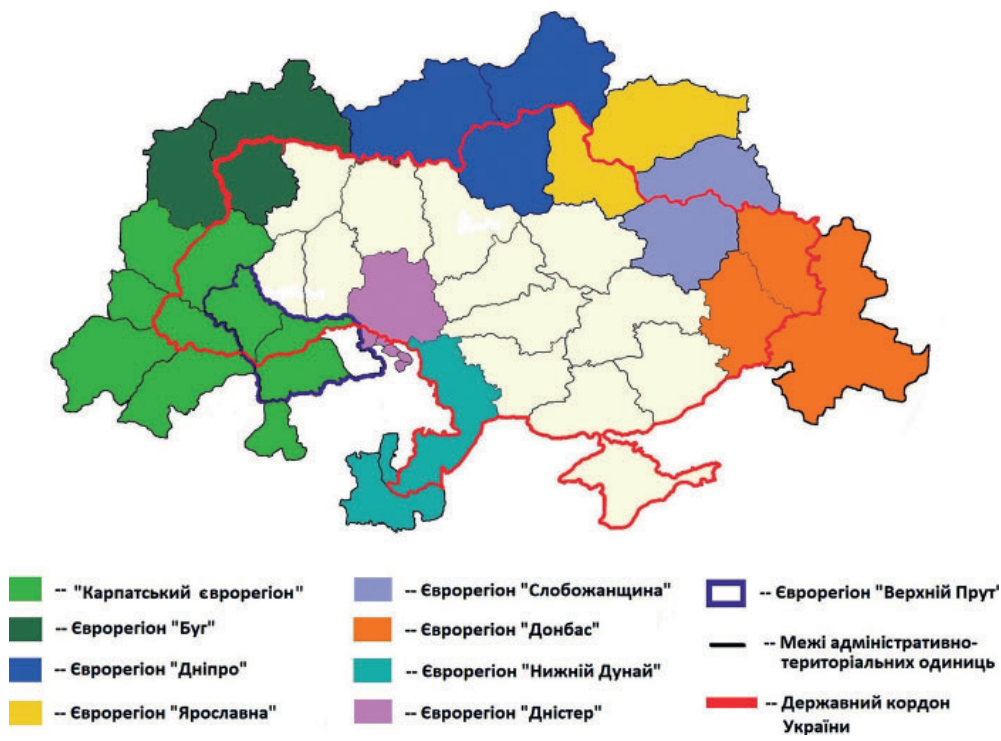 -- "Карпатський єврорегіон"
-- Єврорегіон "Буг"
-- Єврорегіон "Дніпро"
-- Єврорегіон "Ярославна"
-- Єврорегіон "Слобожанщина"
-- Єврорегіон "Донбас"
-- Єврорегіон "Нижній Дунай"
-- Єврорегіон "Дністер"
-- Єврорегіон "Верхній Прут"
-- Межі адміністративно-
територіальних одиниць
-- Державний кордон
України